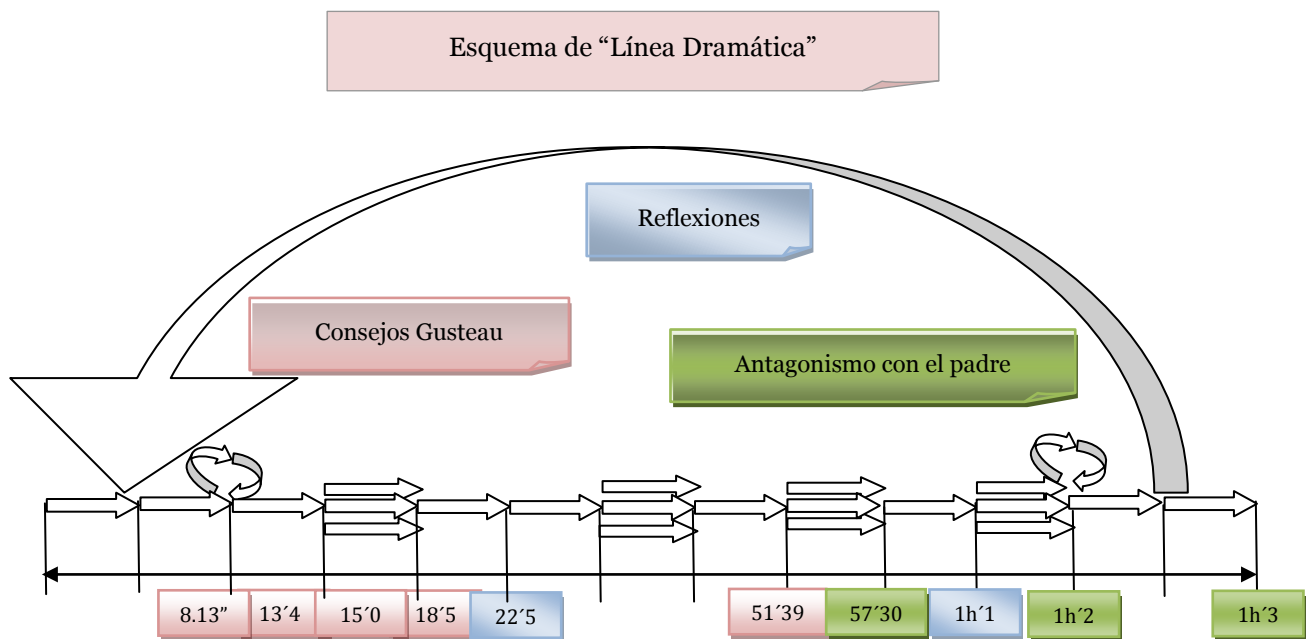 Esquema de “Línea Dramática”
Reflexiones
Consejos Gusteau
Antagonismo con el padre
8.13” 13´4 15´0 18´5 22´5 51´39 57´30 1h´1 1h´2 1h´3